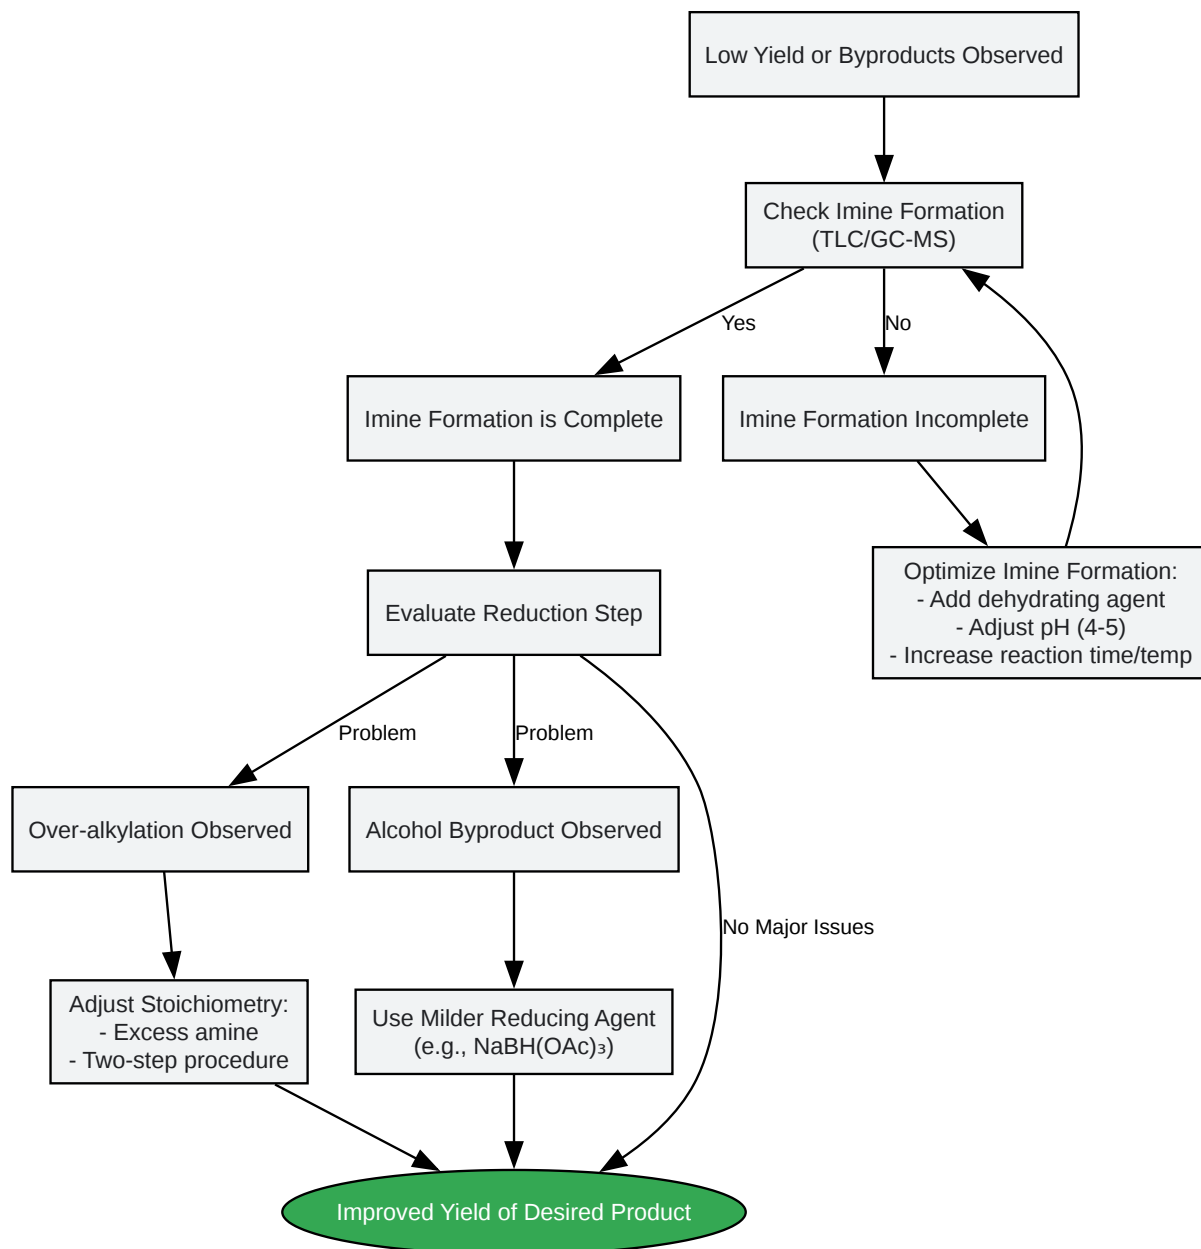 Low Yield or Byproducts Observed
Check Imine Formation
(TLC/GC-MS)
Yes
No
Imine Formation is Complete
Imine Formation Incomplete
Evaluate Reduction Step
Optimize Imine Formation:
- Add dehydrating agent
- Adjust pH (4-5)
- Increase reaction time/temp
Problem
Problem
Over-alkylation Observed
Alcohol Byproduct Observed
No Major Issues
Adjust Stoichiometry:
- Excess amine
- Two-step procedure
Use Milder Reducing Agent
(e.g., NaBH(OAc)₃)
Improved Yield of Desired Product